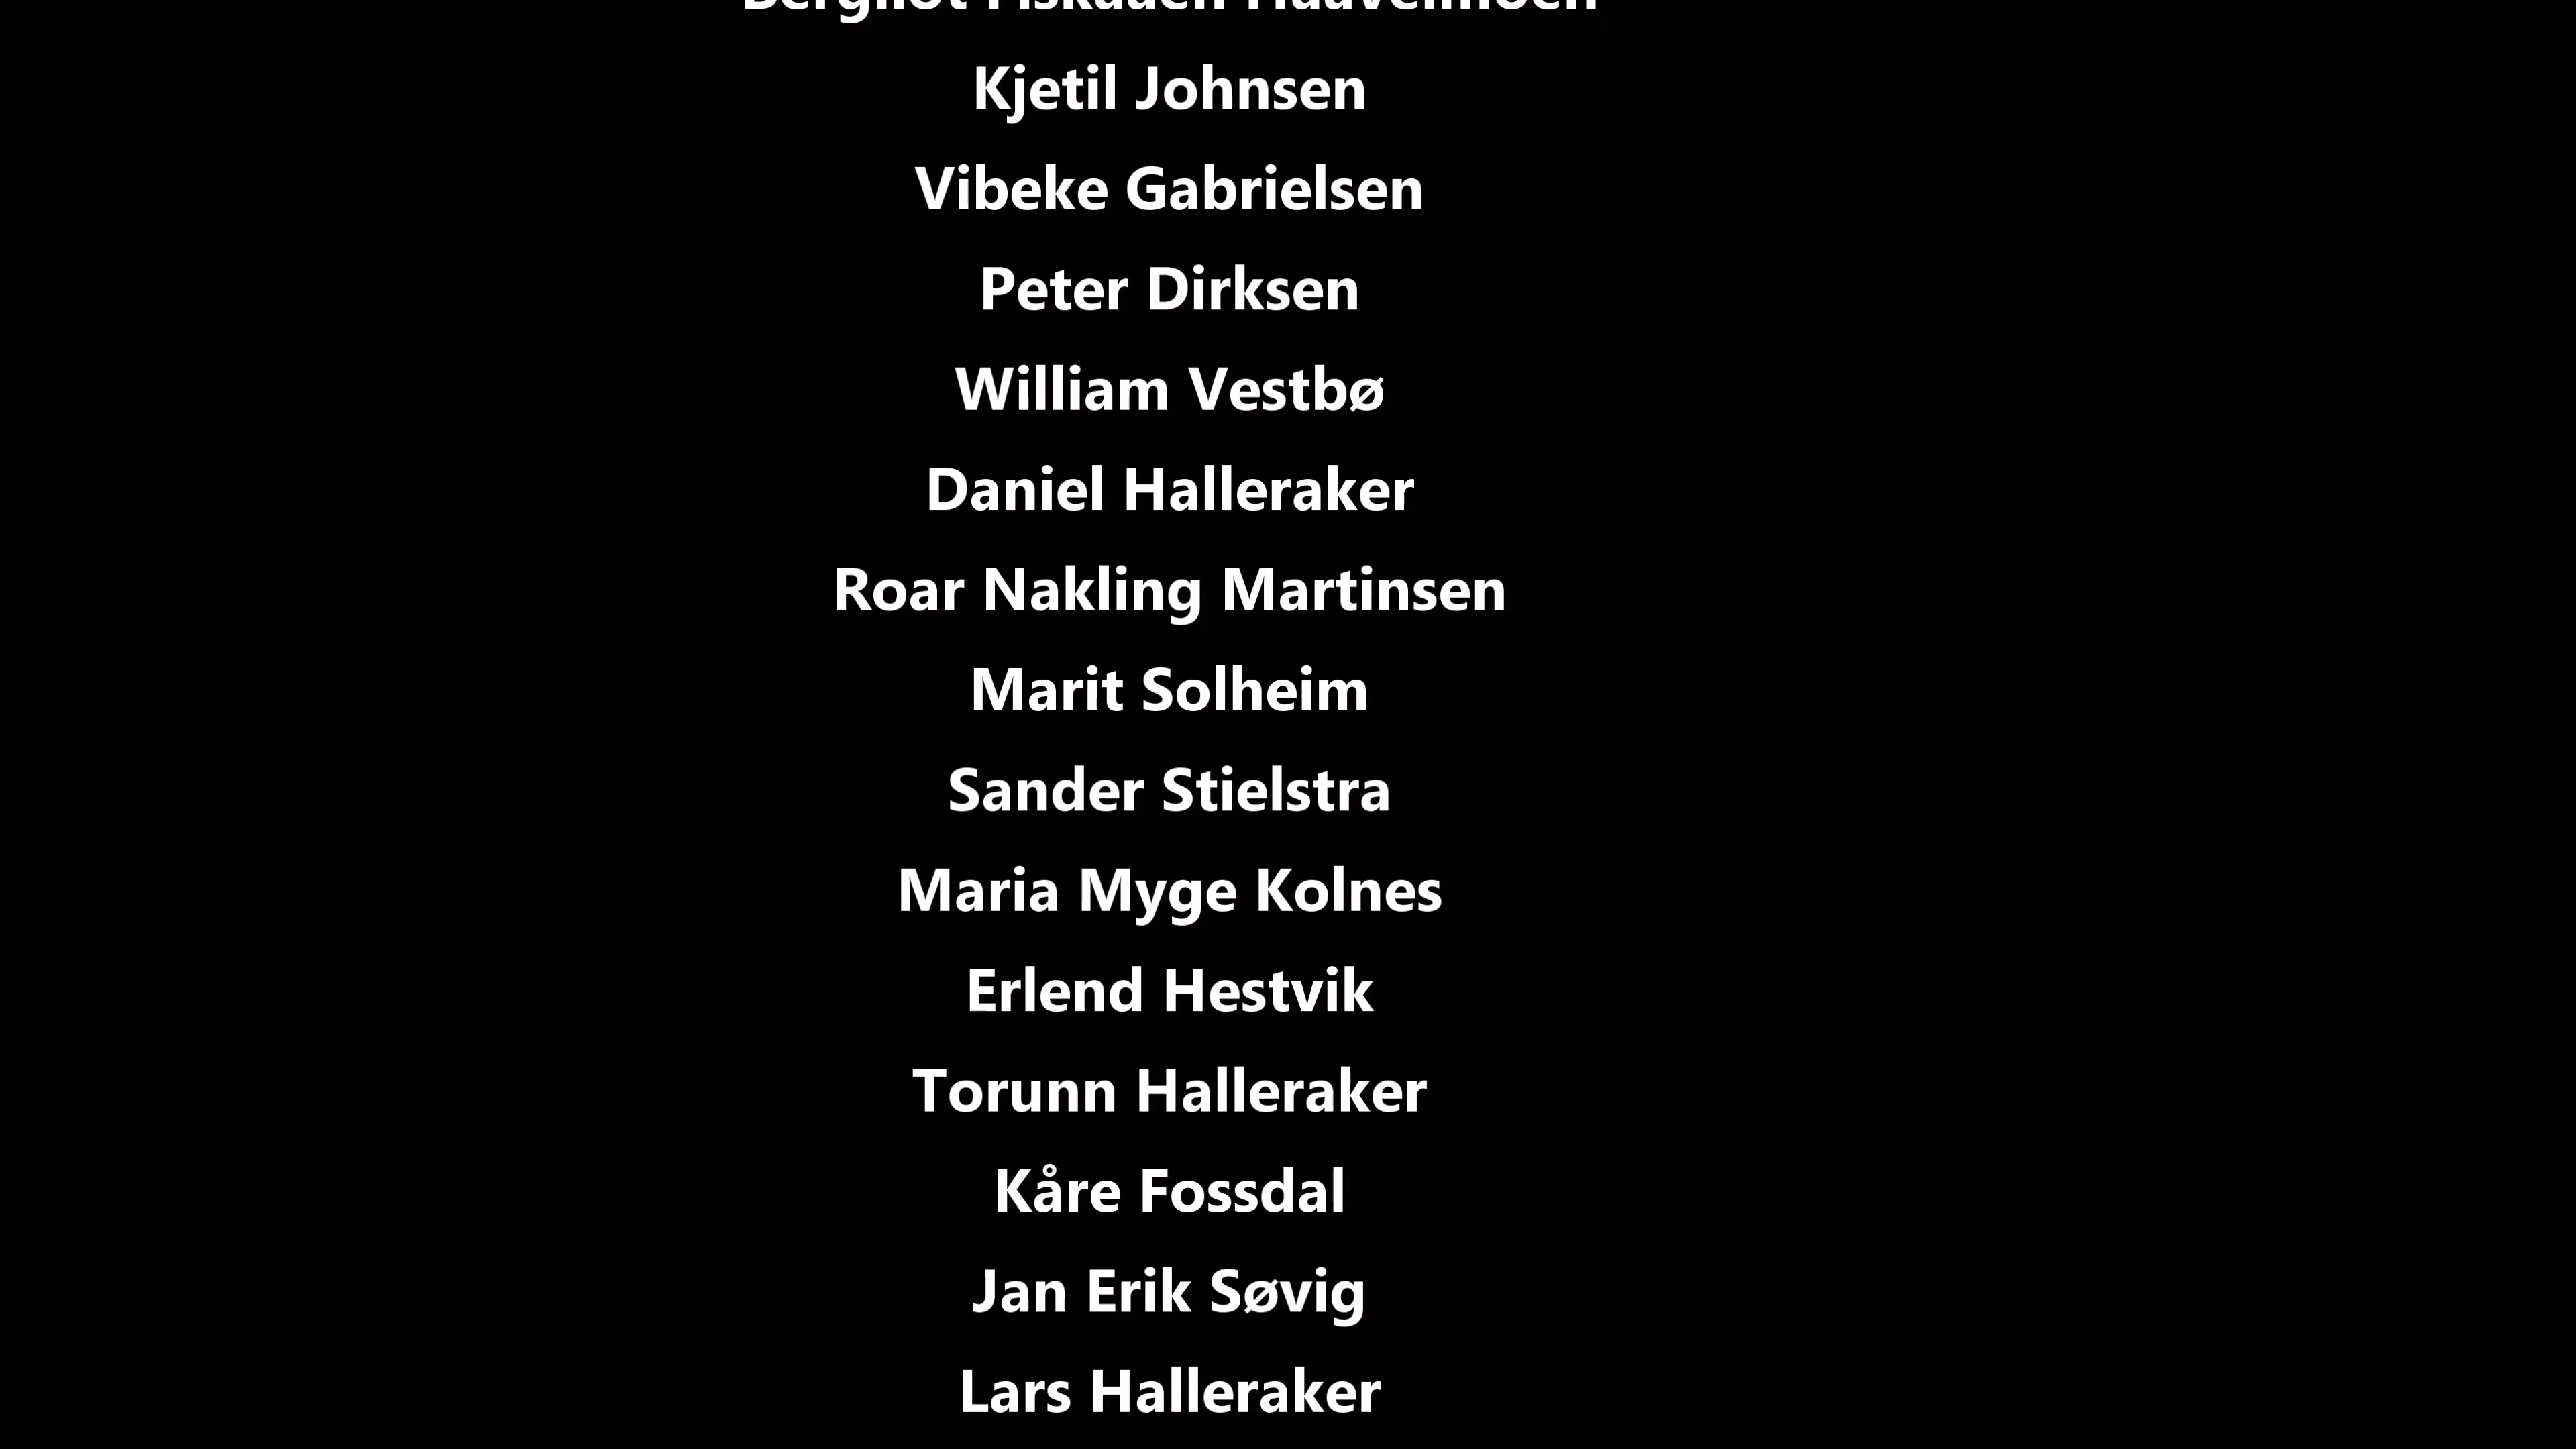 Kjetil Johnsen
Vibeke Gabrielsen
Peter Dirksen
William Vestbø
Daniel Halleraker
Roar Nakling Martinsen
Marit Solheim
Sander Stielstra
Maria Myge Kolnes
Erlend Hestvik
Torunn Halleraker
Kåre Fossdal
Jan Erik Søvig
Lars Halleraker